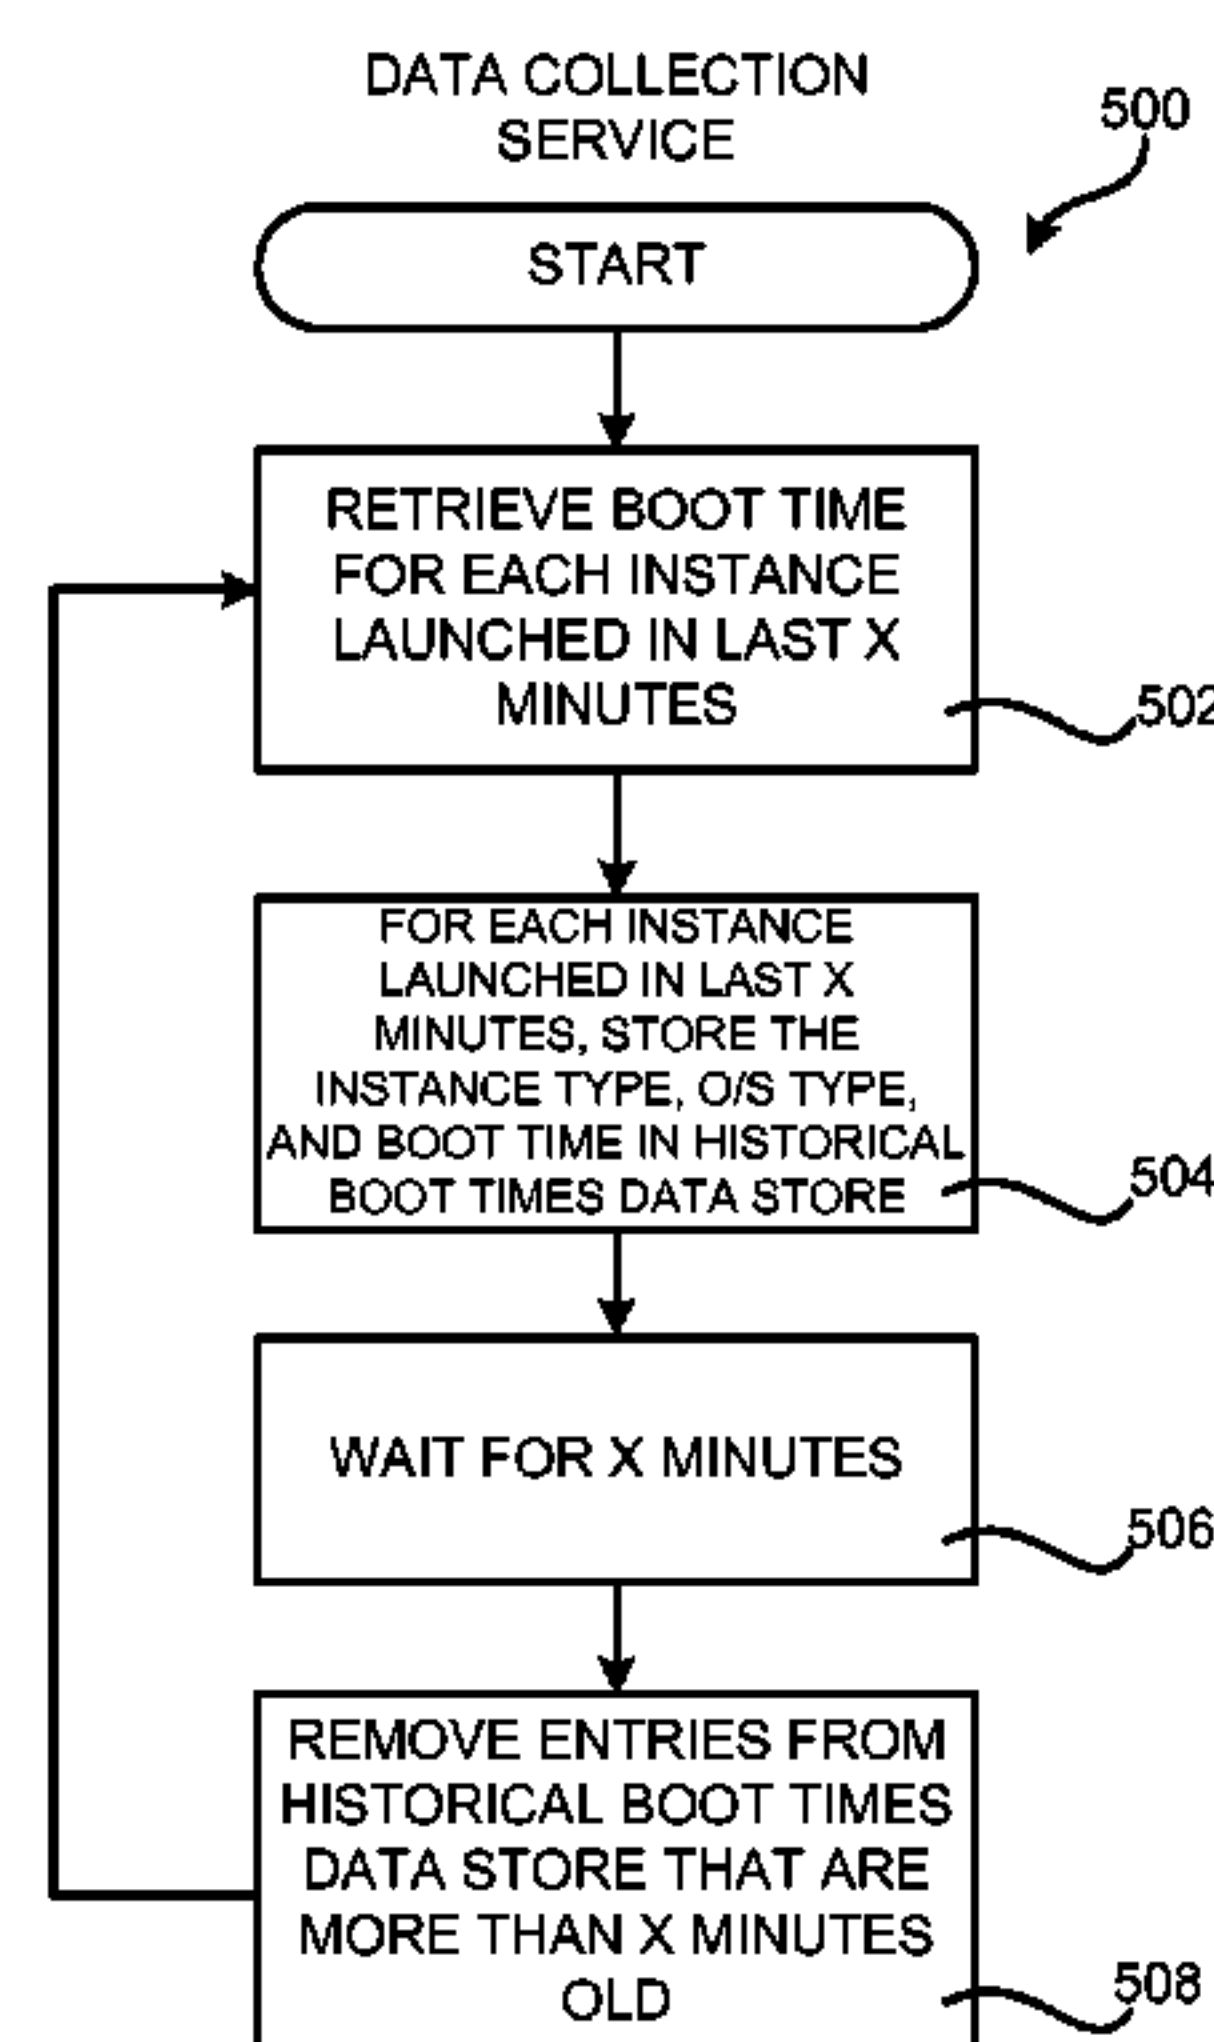 DATA COLLECTION
SERVICE
500
START
RETRIEVE BOOT TIME
FOR EACH INSTANCE
LAUNCHED IN LAST X
MINUTES
502
FOR EACH INSTANCE
LAUNCHED IN LAST X
MINUTES, STORE THE
INSTANCE TYPE, O/S TYPE,
AND BOOT TIME IN HISTORICAL
BOOT TIMES DATA STORE
504
WAIT FOR X MINUTES
506
REMOVE ENTRIES FROM
HISTORICAL BOOT TIMES
DATA STORE THAT ARE
MORE THAN X MINUTES
OLD
508